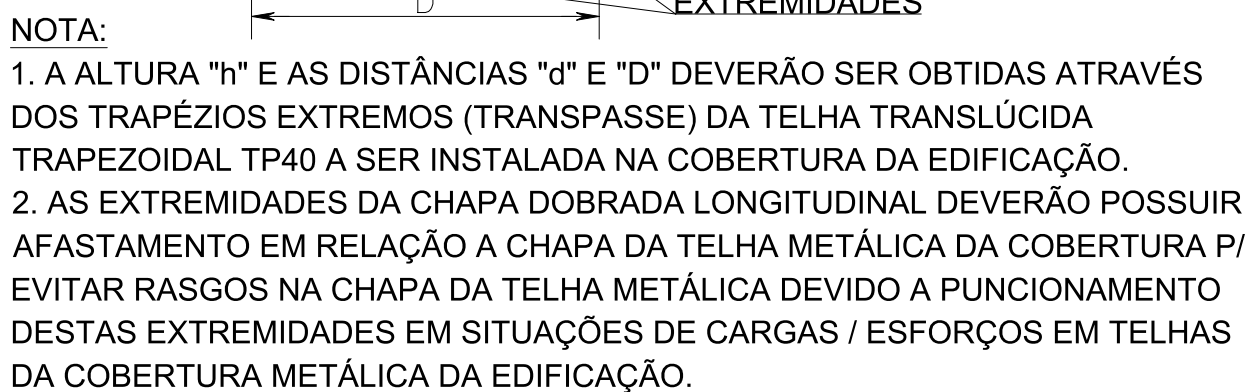 D
EXTREMIDADES
NOTA:
1. A ALTURA "h" E AS DISTÂNCIAS "d" E "D" DEVERÃO SER OBTIDAS ATRAVÉS
DOS TRAPÉZIOS EXTREMOS (TRANSPASSE) DA TELHA TRANSLÚCIDA
TRAPEZOIDAL TP40 A SER INSTALADA NA COBERTURA DA EDIFICAÇÃO.
2. AS EXTREMIDADES DA CHAPA DOBRADA LONGITUDINAL DEVERÃO POSSUIR
AFASTAMENTO EM RELAÇÃO A CHAPA DA TELHA METÁLICA DA COBERTURA P/
EVITAR RASGOS NA CHAPA DA TELHA METÁLICA DEVIDO A PUNCIONAMENTO
DESTAS EXTREMIDADES EM SITUAÇÕES DE CARGAS / ESFORÇOS EM TELHAS
DA COBERTURA METÁLICA DA EDIFICAÇÃO.